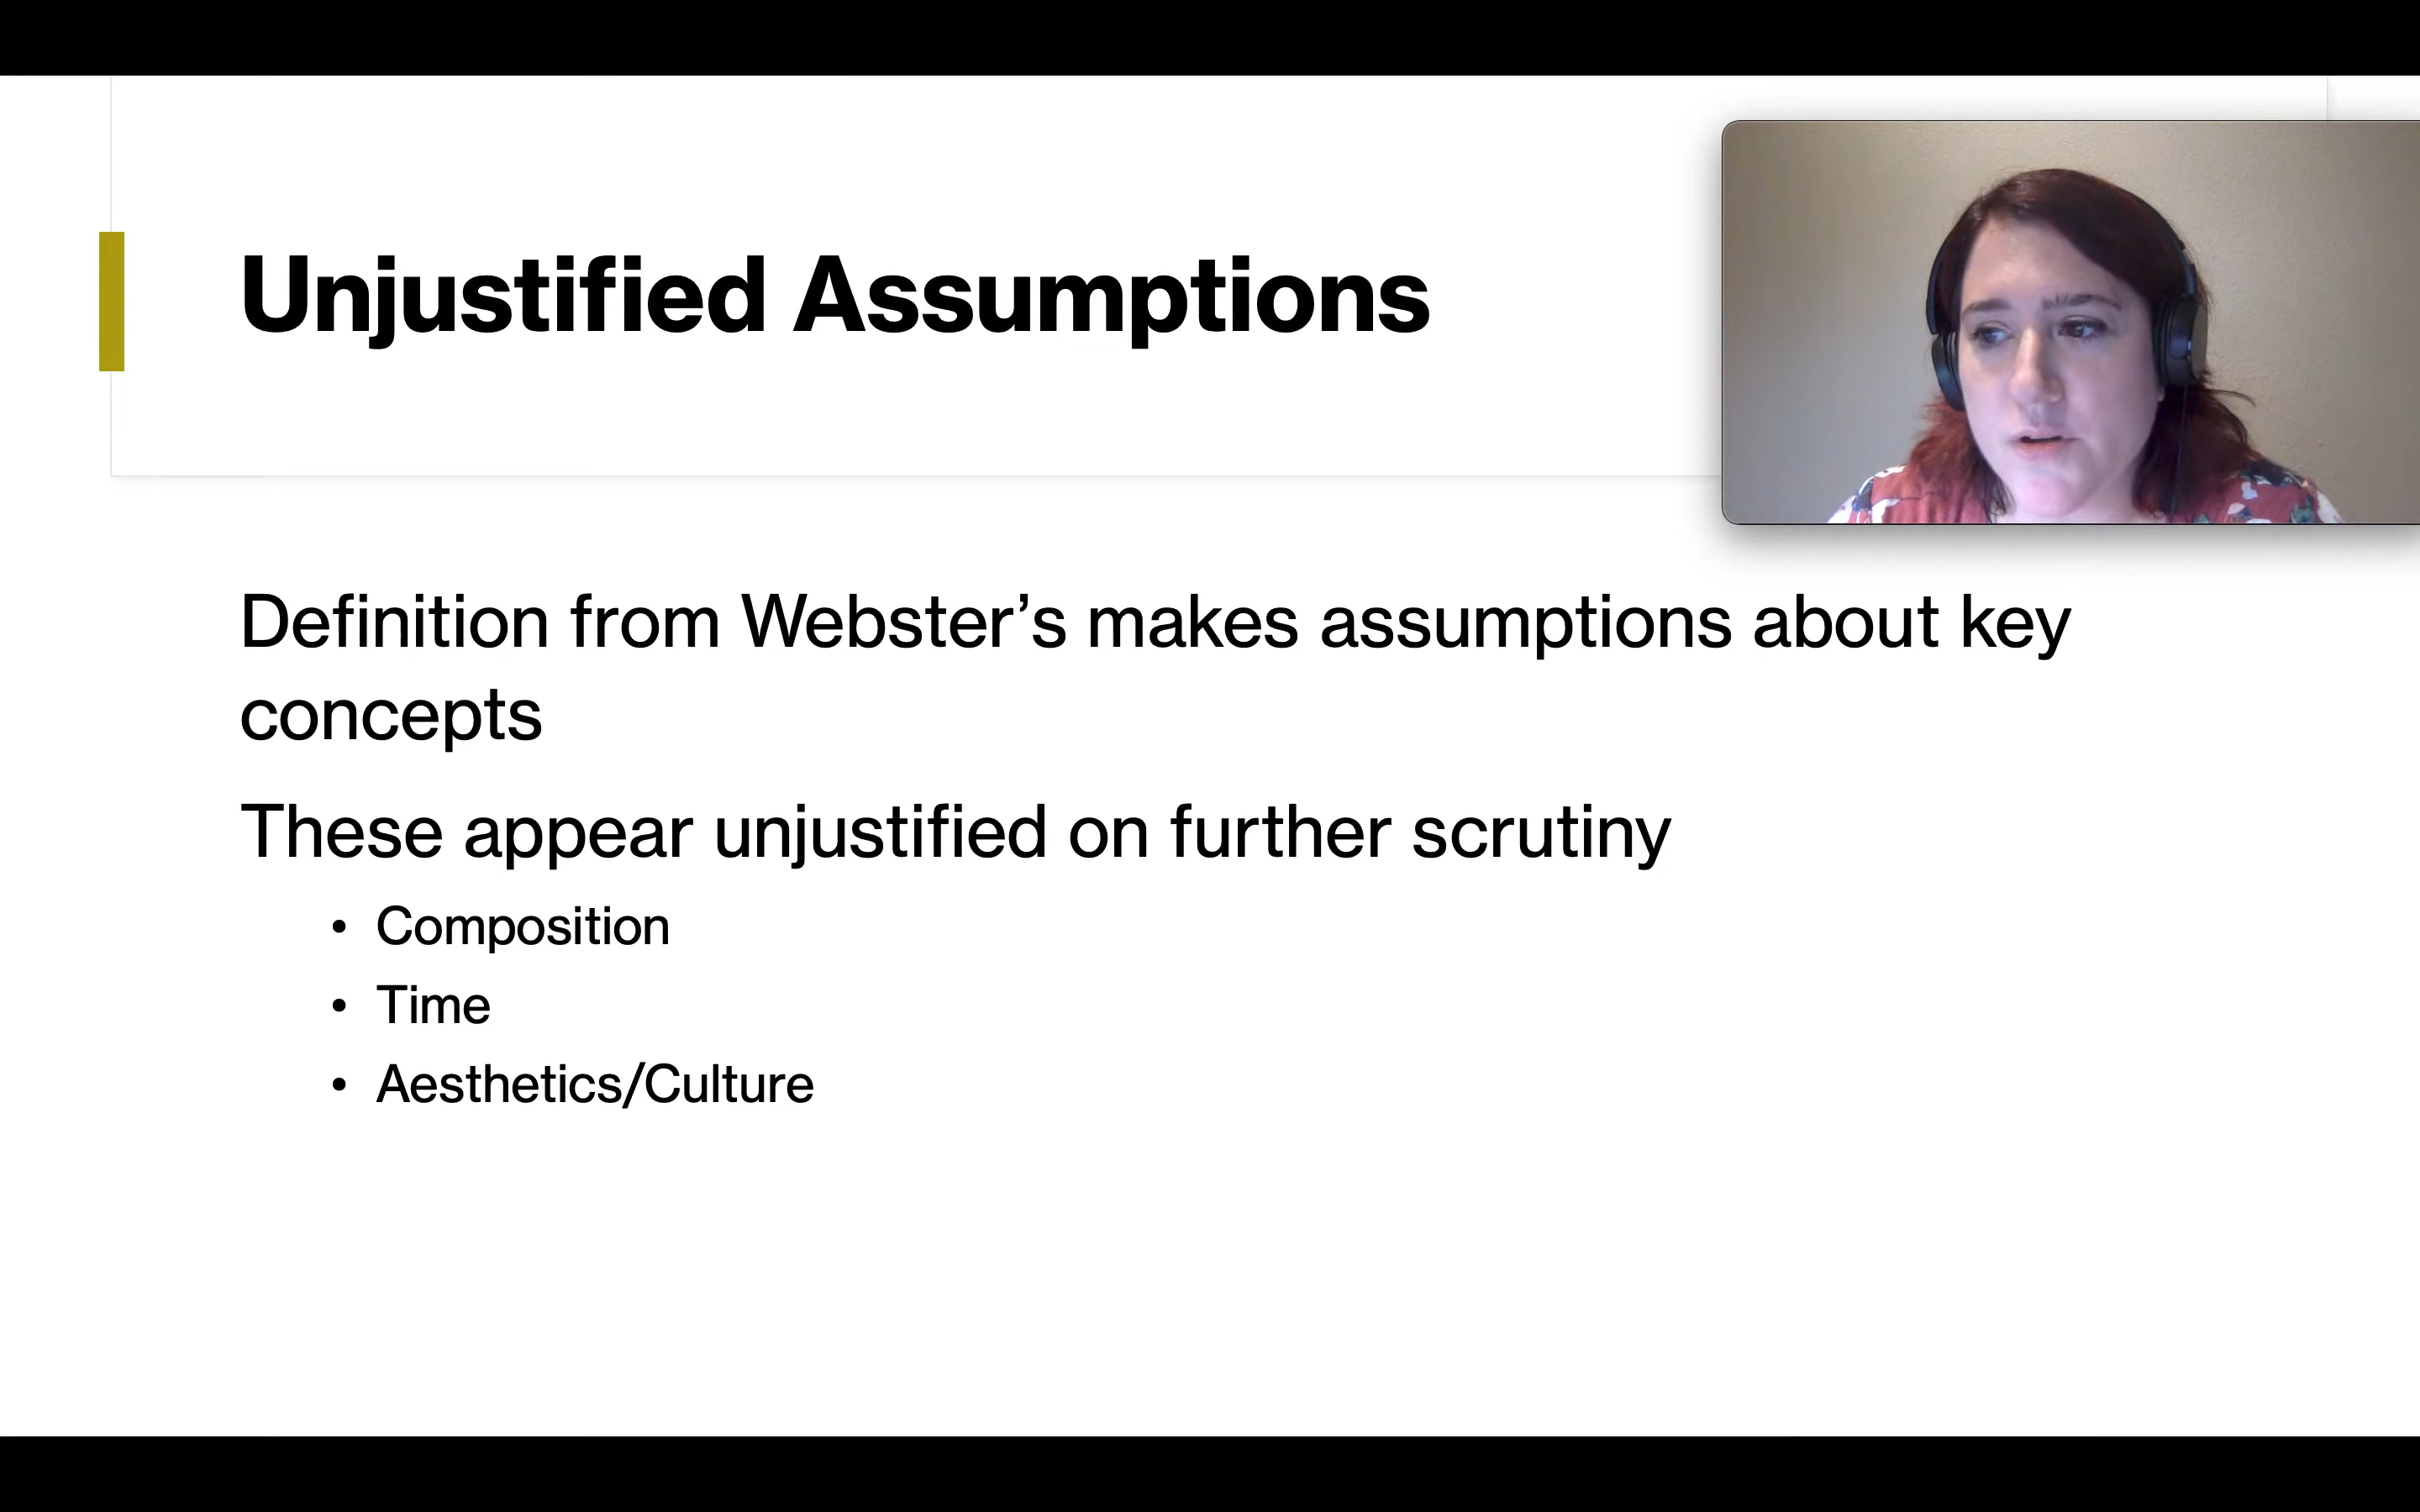 Unjustified Assumptions
Definition from Webster’s makes assumptions about key
concepts
These appear unjustified on further scrutiny
• Composition
• Time
• Aesthetics/Culture